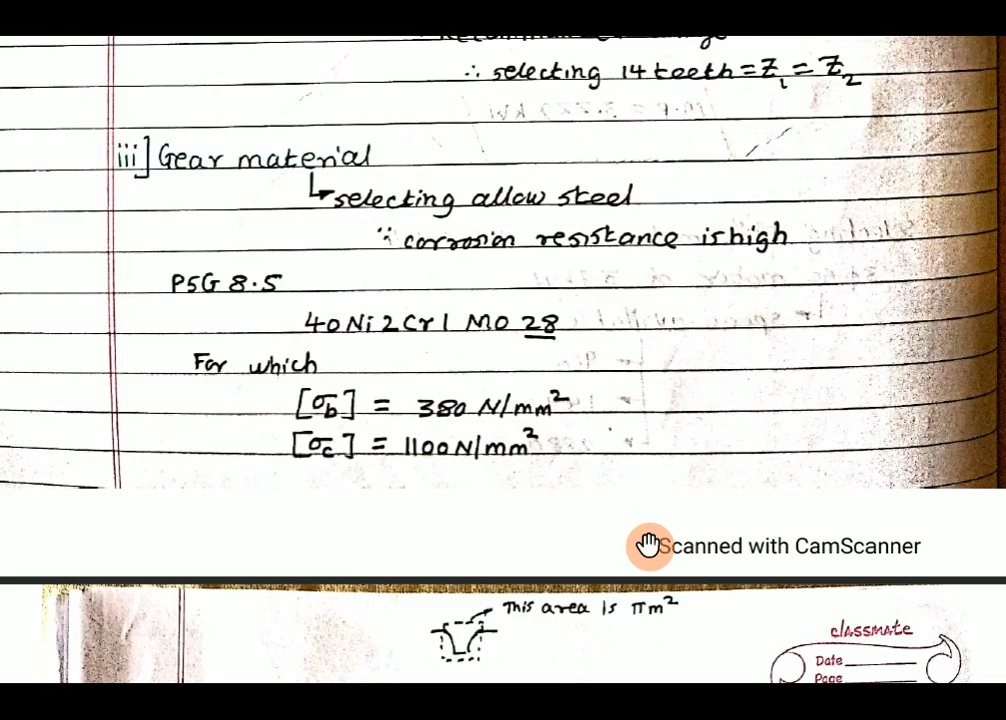 ∴ selecting 14 teeth = Z₁ = Z₂
iii] Gear material
↳ selecting allow steel
∵ corrosion resistance is high
PSG 8.5
40 Ni 2 Cr 1 MO 28
For which
[σb] = 380 N/mm²
[σc] = 1100 N/mm²
Scanned with CamScanner
This area is πm²
classmate
Date
Page